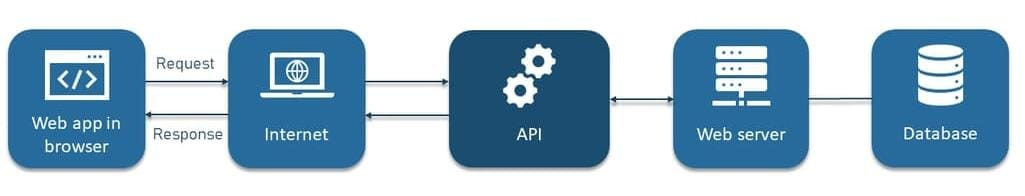 Request
Web app in
browser
Response
Internet
API
Web server
Database